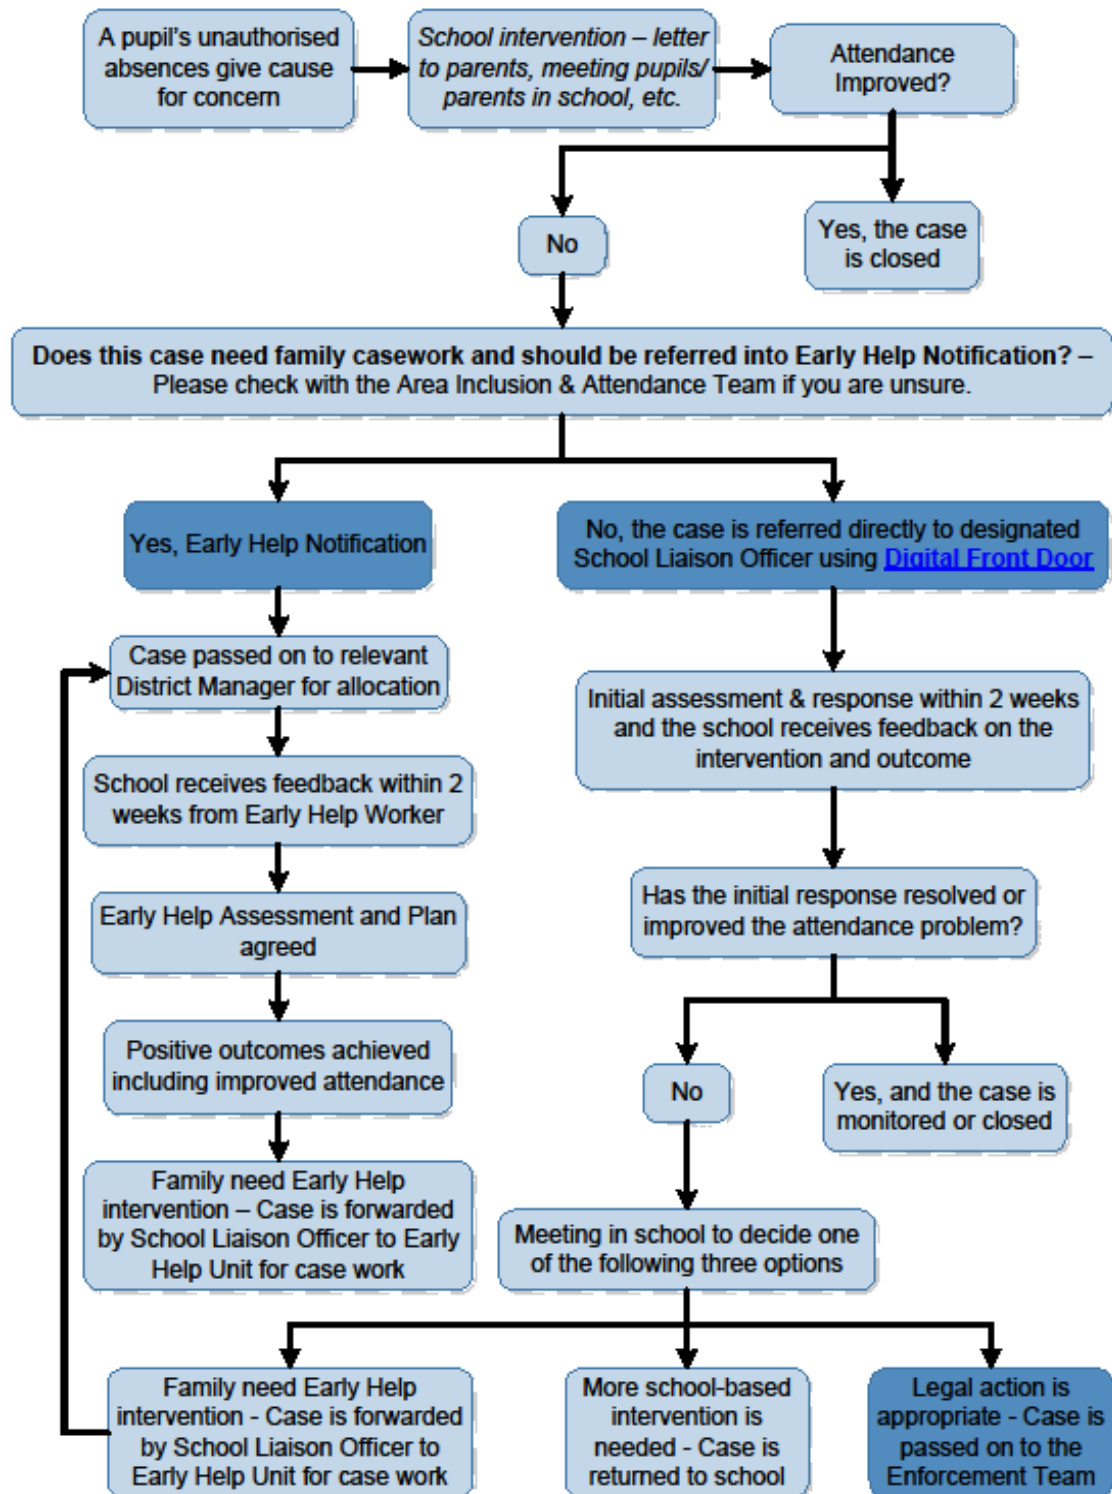 A pupil's unauthorised
absences give cause
for concern
School intervention – letter
to parents, meeting pupils/
parents in school, etc.
Attendance
Improved?
No
Yes, the case
is closed
Does this case need family casework and should be referred into Early Help Notification? –
Please check with the Area Inclusion & Attendance Team if you are unsure.
Yes, Early Help Notification
No, the case is referred directly to designated
School Liaison Officer using Digital Front Door
Case passed on to relevant
District Manager for allocation
School receives feedback within 2
weeks from Early Help Worker
Early Help Assessment and Plan
agreed
Positive outcomes achieved
including improved attendance
Family need Early Help
intervention – Case is forwarded
by School Liaison Officer to Early
Help Unit for case work
Initial assessment & response within 2 weeks
and the school receives feedback on the
intervention and outcome
Has the initial response resolved or
improved the attendance problem?
No
Yes, and the case is
monitored or closed
Meeting in school to decide one
of the following three options
Family need Early Help
intervention - Case is forwarded
by School Liaison Officer to
Early Help Unit for case work
More school-based
intervention is
needed - Case is
returned to school
Legal action is
appropriate - Case is
passed on to the
Enforcement Team